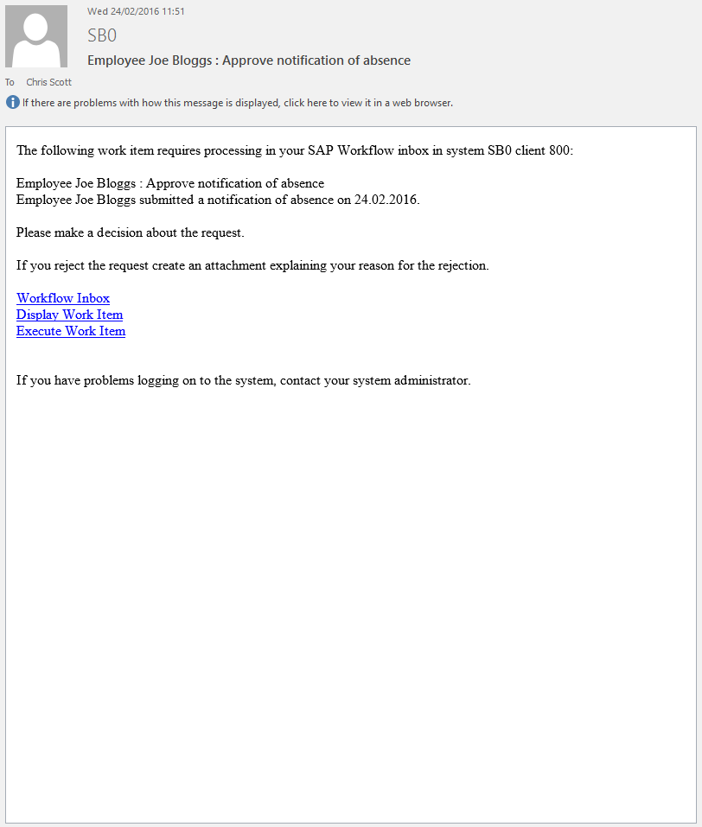 Wed 24/02/2016 11:51
SB0
Employee Joe Bloggs : Approve notification of absence
To Chris Scott
If there are problems with how this message is displayed, click here to view it in a web browser.
The following work item requires processing in your SAP Workflow inbox in system SB0 client 800:
Employee Joe Bloggs : Approve notification of absence
Employee Joe Bloggs submitted a notification of absence on 24.02.2016.
Please make a decision about the request.
If you reject the request create an attachment explaining your reason for the rejection.
Workflow Inbox
Display Work Item
Execute Work Item
If you have problems logging on to the system, contact your system administrator.